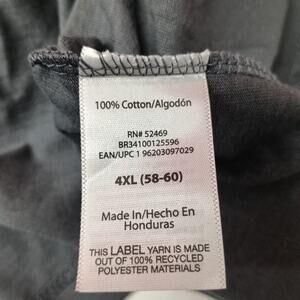 100% Cotton/Algodón
RN# 52469
BR34100125596
EAN/UPC 1 96203097029
4XL (58-60)
Made In/Hecho En
Honduras
THIS LABEL YARN IS MADE
OUT OF 100% RECYCLED
POLYESTER MATERIALS